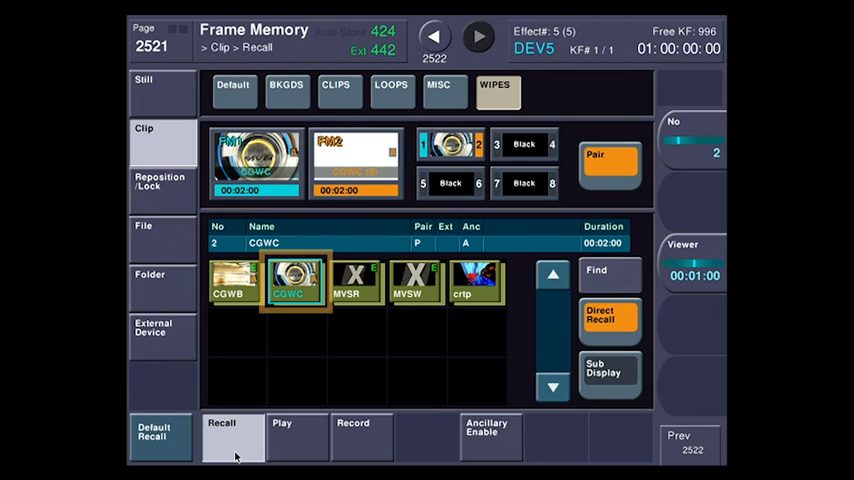 Page
2521
Frame Memory
> Clip > Recall
Auto Store 424
Ext 442
2522
Effect#: 5 (5)
DEV5 KF# 1 / 1
Free KF: 996
01: 00: 00: 00
Still
Default BKGDS CLIPS LOOPS MISC WIPES
No
2
Clip
FM1
CGWC
00:02:00
FM2
CGWC (S)
00:02:00
1 2 3 Black 4
5 Black 6 7 Black 8
Pair
Reposition
/Lock
File
No Name Pair Ext Anc Duration
2 CGWC P A 00:02:00
Viewer
00:01:00
Folder
CGWB E
CGWC A
MVSR E
MVSW E
crtp
Find
External
Device
Direct
Recall
Sub
Display
Default
Recall
Recall
Play
Record
Ancillary
Enable
Prev
2522